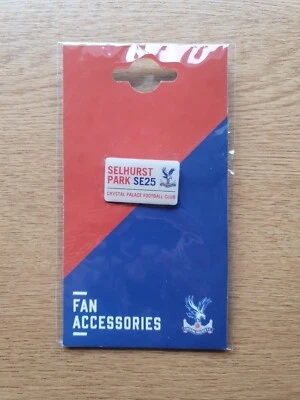 SELHURST
PARK SE25
CRYSTAL PALACE FOOTBALL CLUB
FAN
ACCESSORIES